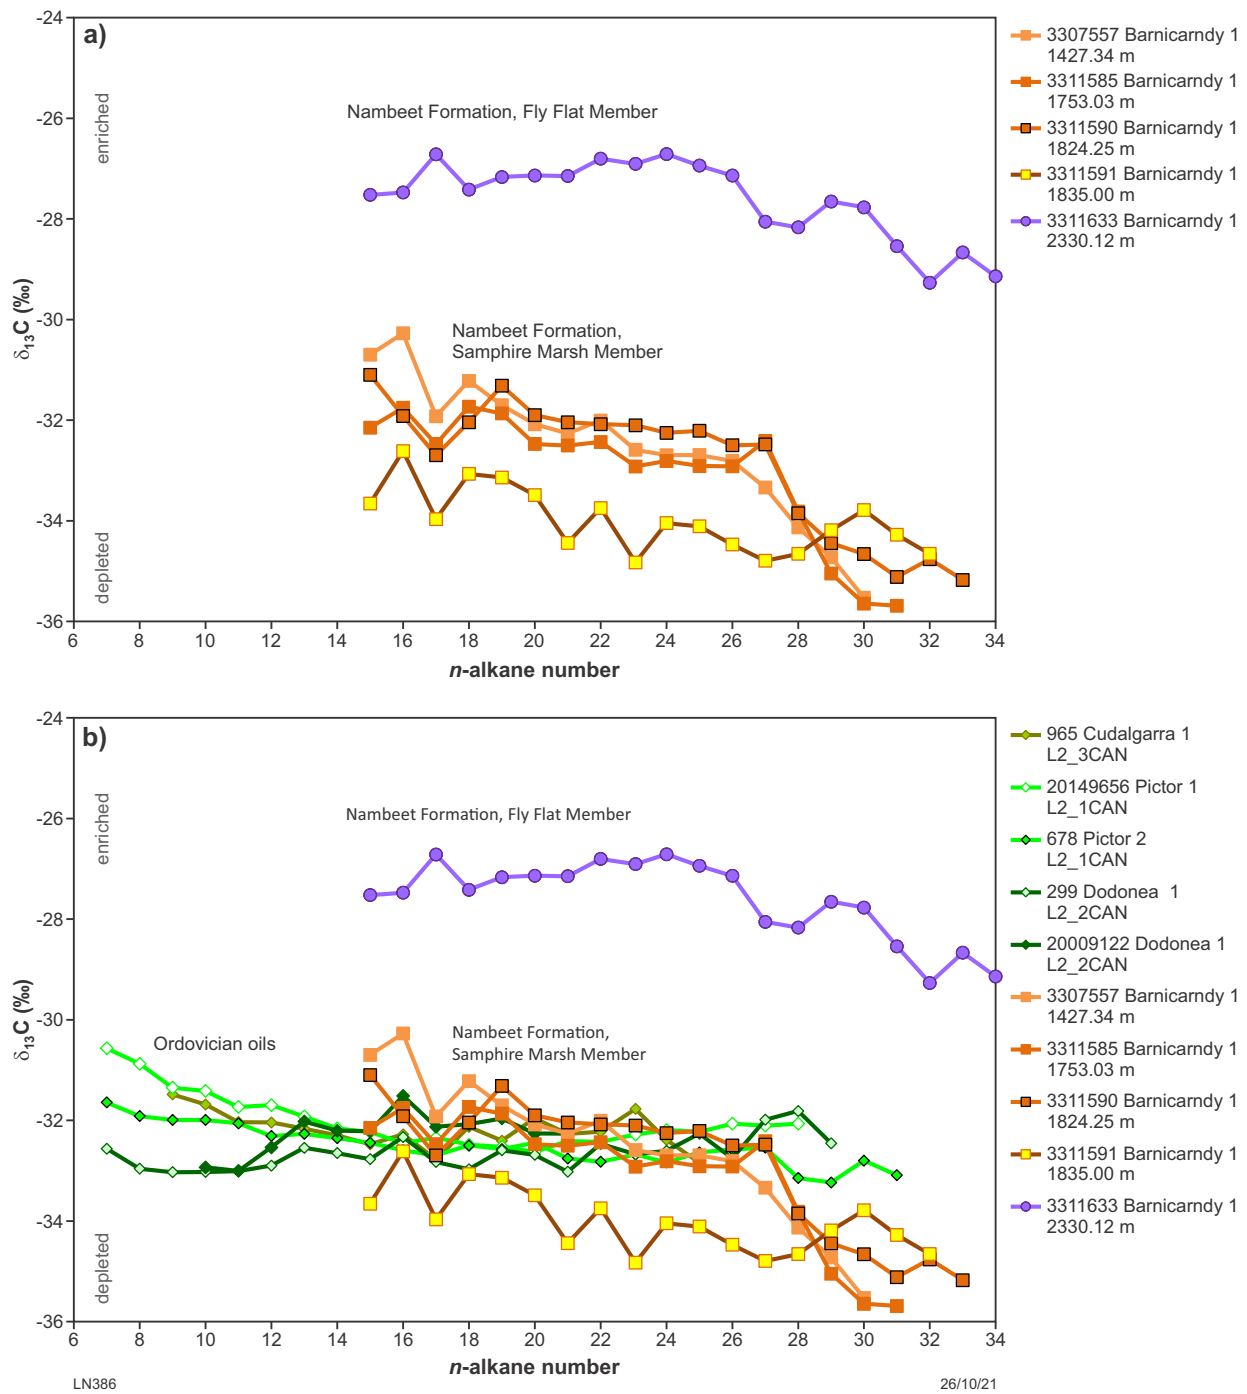 a)
-24
-26
-28
-30
-32
-34
-36
enriched
depleted
δ13C (‰)
Nambeet Formation, Fly Flat Member
Nambeet Formation,
Samphire Marsh Member
6 8 10 12 14 16 18 20 22 24 26 28 30 32 34
n-alkane number
3307557 Barnicarndy 1
1427.34 m
3311585 Barnicarndy 1
1753.03 m
3311590 Barnicarndy 1
1824.25 m
3311591 Barnicarndy 1
1835.00 m
3311633 Barnicarndy 1
2330.12 m
b)
-24
-26
-28
-30
-32
-34
-36
enriched
depleted
δ13C (‰)
Nambeet Formation, Fly Flat Member
Ordovician oils
Nambeet Formation,
Samphire Marsh Member
6 8 10 12 14 16 18 20 22 24 26 28 30 32 34
n-alkane number
965 Cudalgarra 1
L2_3CAN
20149656 Pictor 1
L2_1CAN
678 Pictor 2
L2_1CAN
299 Dodonea 1
L2_2CAN
20009122 Dodonea 1
L2_2CAN
3307557 Barnicarndy 1
1427.34 m
3311585 Barnicarndy 1
1753.03 m
3311590 Barnicarndy 1
1824.25 m
3311591 Barnicarndy 1
1835.00 m
3311633 Barnicarndy 1
2330.12 m
LN386
26/10/21